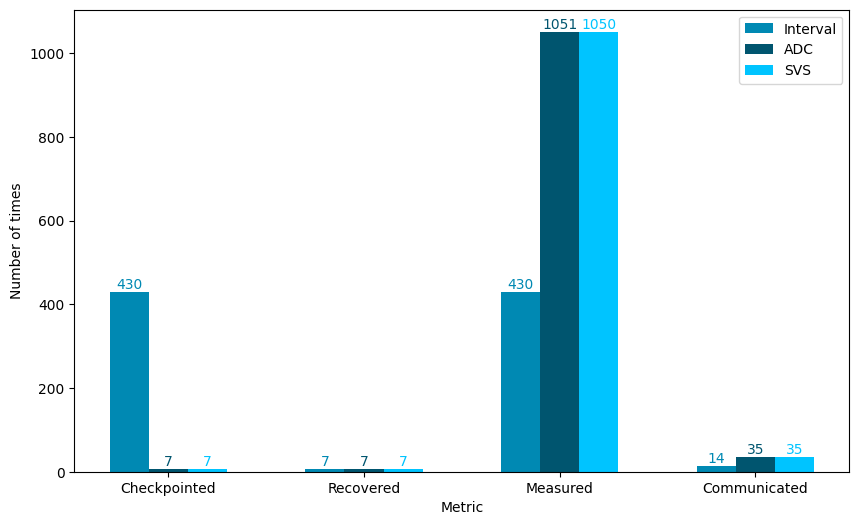 Interval
ADC
SVS
Number of times
1000
800
600
400
200
0
430
7
7
7
7
7
430
1051
1050
14
35
35
Checkpointed
Recovered
Measured
Communicated
Metric